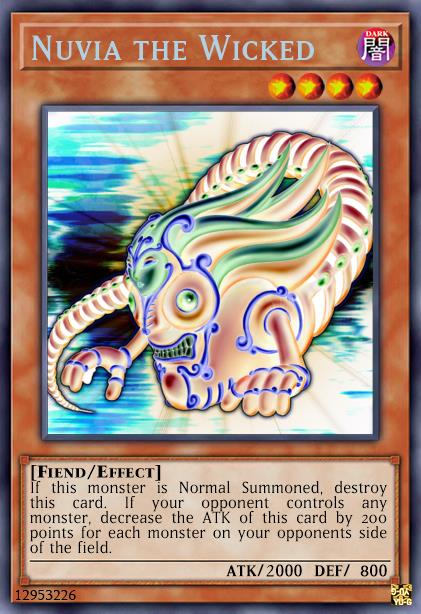 Nuvia the Wicked
DARK
闇
[Fiend/Effect]
If this monster is Normal Summoned, destroy
this card. If your opponent controls any
monster, decrease the ATK of this card by 200
points for each monster on your opponents side
of the field.
ATK/2000 DEF/ 800
12953226